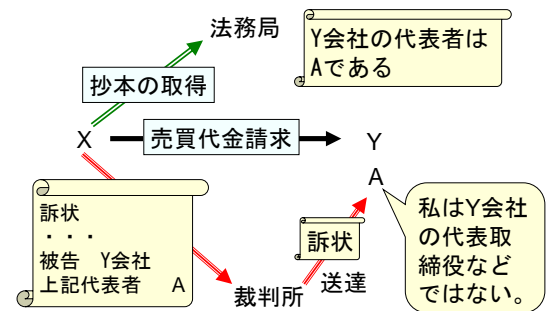 法務局
Y会社の代表者は
Aである
抄本の取得
X
売買代金請求
Y
A
訴状
・・・
被告 Y会社
上記代表者 A
訴状
裁判所
送達
私はY会社
の代表取
締役など
ではない。